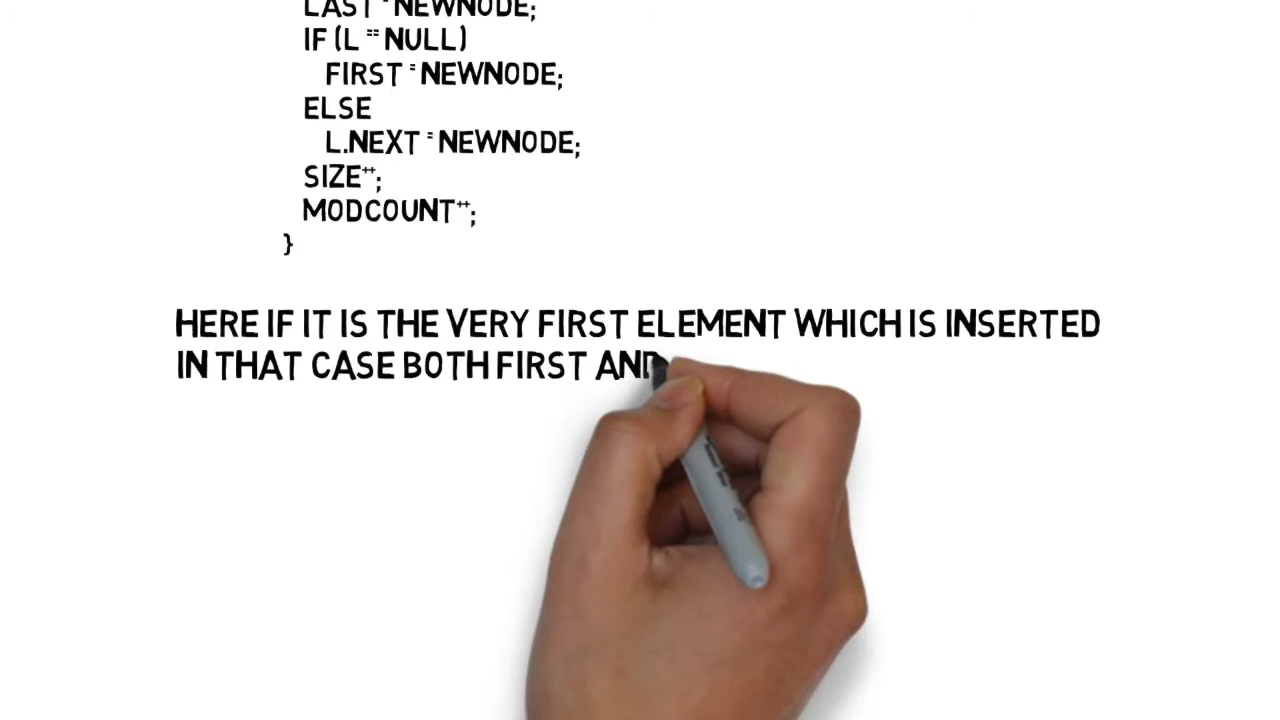 LAST = NEWNODE;
IF (L == NULL)
FIRST = NEWNODE;
ELSE
L.NEXT = NEWNODE;
SIZE++;
MODCOUNT++;
}
HERE IF IT IS THE VERY FIRST ELEMENT WHICH IS INSERTED
IN THAT CASE BOTH FIRST AND